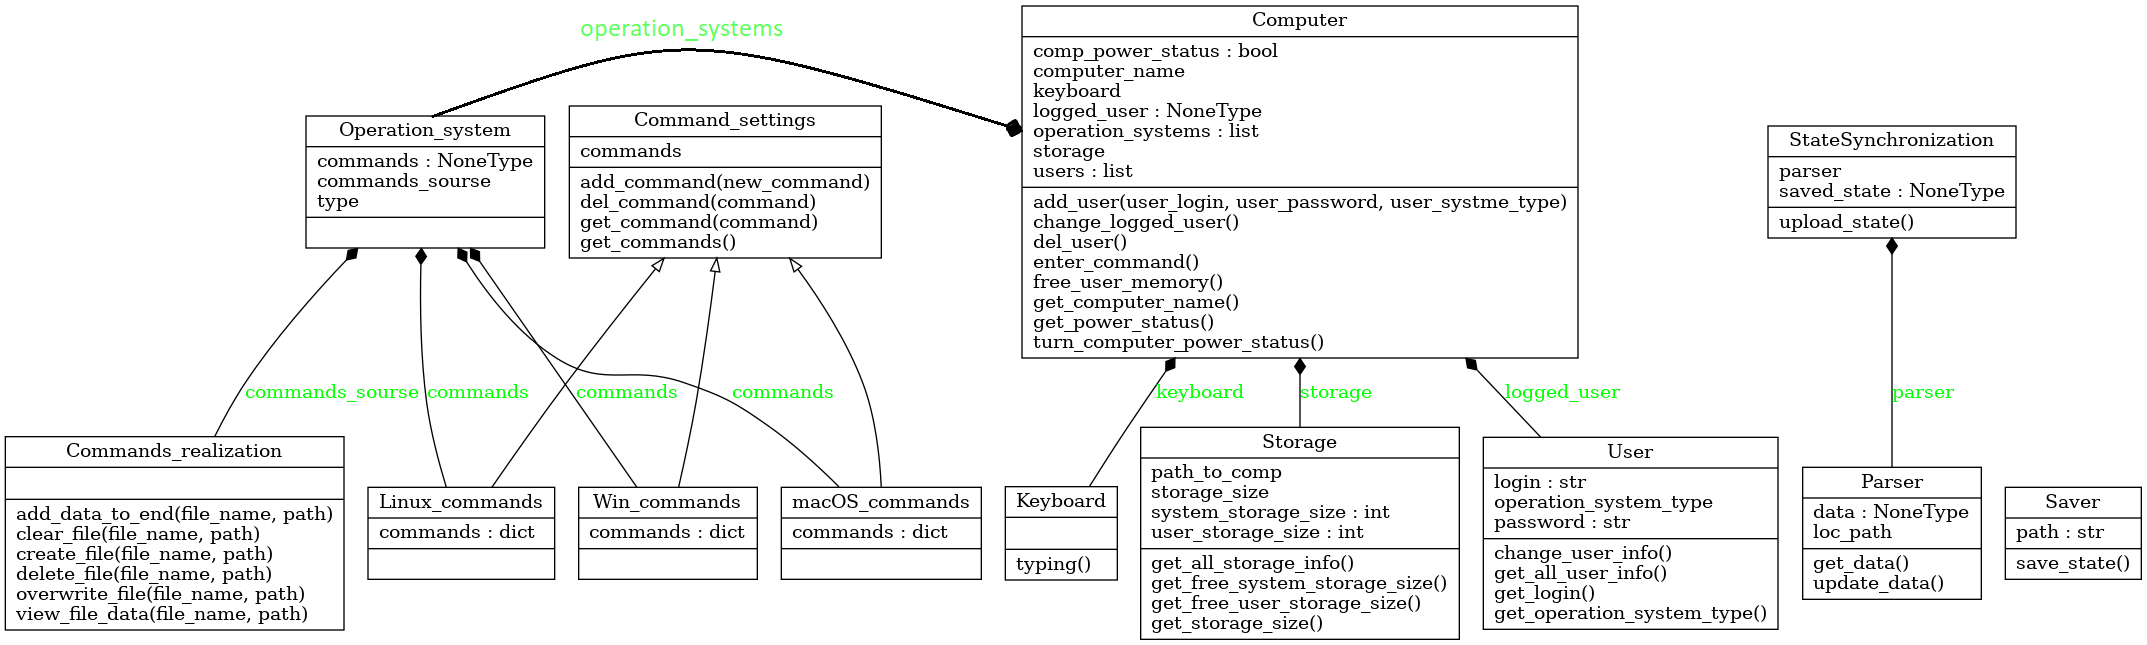 operation_systems
Operation_system
commands : NoneType
commands_sourse
type
Command_settings
commands
add_command(new_command)
del_command(command)
get_command(command)
get_commands()
Computer
comp_power_status : bool
computer_name
keyboard
logged_user : NoneType
operation_systems : list
storage
users : list
add_user(user_login, user_password, user_systme_type)
change_logged_user()
del_user()
enter_command()
free_user_memory()
get_computer_name()
get_power_status()
turn_computer_power_status()
StateSynchronization
parser
saved_state : NoneType
upload_state()
commands_sourse
commands
commands
commands
keyboard
storage
logged_user
parser
Commands_realization
add_data_to_end(file_name, path)
clear_file(file_name, path)
create_file(file_name, path)
delete_file(file_name, path)
overwrite_file(file_name, path)
view_file_data(file_name, path)
Linux_commands
commands : dict
Win_commands
commands : dict
macOS_commands
commands : dict
Keyboard
typing()
Storage
path_to_comp
storage_size
system_storage_size : int
user_storage_size : int
get_all_storage_info()
get_free_system_storage_size()
get_free_user_storage_size()
get_storage_size()
User
login : str
operation_system_type
password : str
change_user_info()
get_all_user_info()
get_login()
get_operation_system_type()
Parser
data : NoneType
loc_path
get_data()
update_data()
Saver
path : str
save_state()